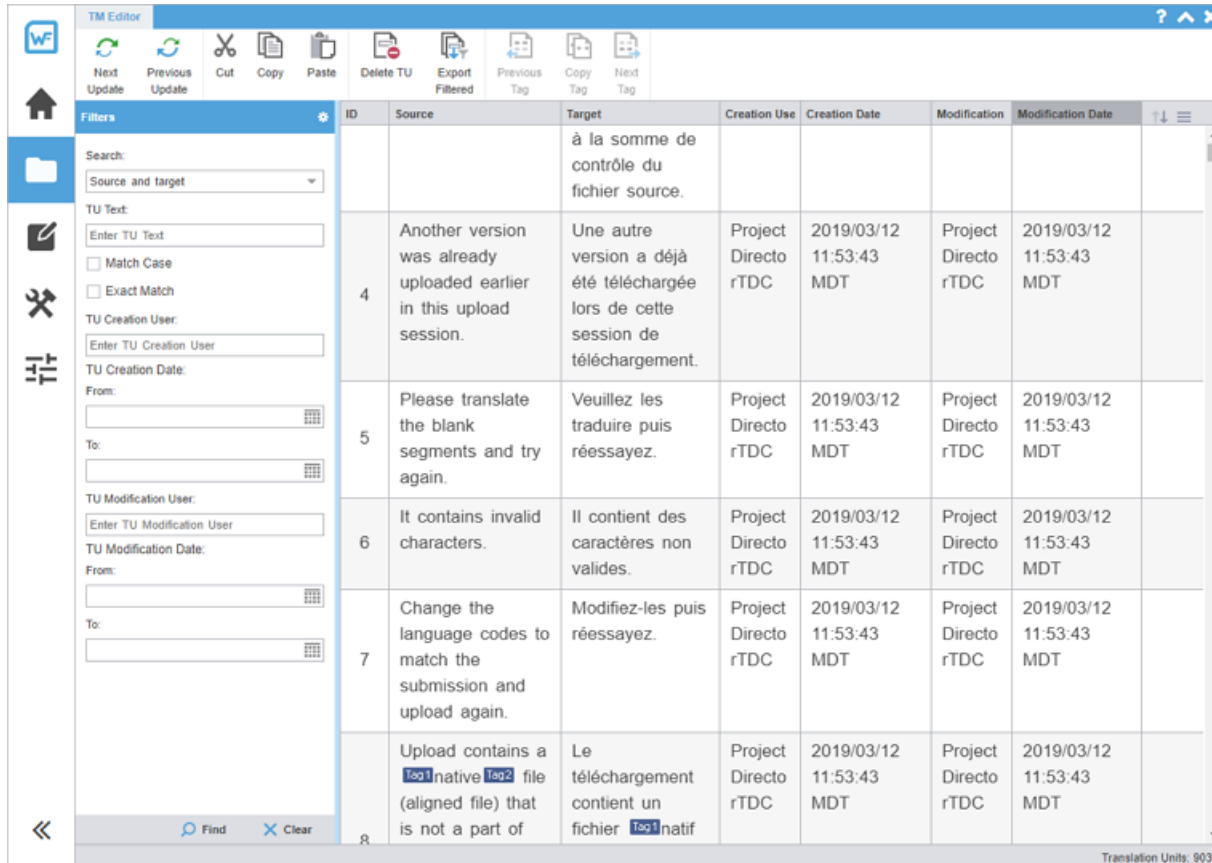 TM Editor
?
WF
Next Update
Previous Update
Cut
Copy
Paste
Delete TU
Export Filtered
Previous Tag
Copy Tag
Next Tag
Filters
Search:
Source and target
TU Text:
Enter TU Text
Match Case
Exact Match
TU Creation User:
Enter TU Creation User
TU Creation Date:
From:
To:
TU Modification User:
Enter TU Modification User
TU Modification Date:
From:
To:
Find
Clear
ID
Source
Target
Creation Use
Creation Date
Modification
Modification Date
à la somme de
contrôle du
fichier source.
4
Another version
was already
uploaded earlier
in this upload
session.
Une autre
version a déjà
été téléchargée
lors de cette
session de
téléchargement.
Project
Directo
rTDC
2019/03/12
11:53:43
MDT
Project
Directo
rTDC
2019/03/12
11:53:43
MDT
5
Please translate
the blank
segments and try
again.
Veuillez les
traduire puis
réessayez.
Project
Directo
rTDC
2019/03/12
11:53:43
MDT
Project
Directo
rTDC
2019/03/12
11:53:43
MDT
6
It contains invalid
characters.
Il contient des
caractères non
valides.
Project
Directo
rTDC
2019/03/12
11:53:43
MDT
Project
Directo
rTDC
2019/03/12
11:53:43
MDT
7
Change the
language codes to
match the
submission and
upload again.
Modifiez-les puis
réessayez.
Project
Directo
rTDC
2019/03/12
11:53:43
MDT
Project
Directo
rTDC
2019/03/12
11:53:43
MDT
8
Upload contains a
Tag1 native Tag2 file
(aligned file) that
is not a part of
Le
téléchargement
contient un
fichier Tag1 natif
Project
Directo
rTDC
2019/03/12
11:53:43
MDT
Project
Directo
rTDC
2019/03/12
11:53:43
MDT
Translation Units: 903